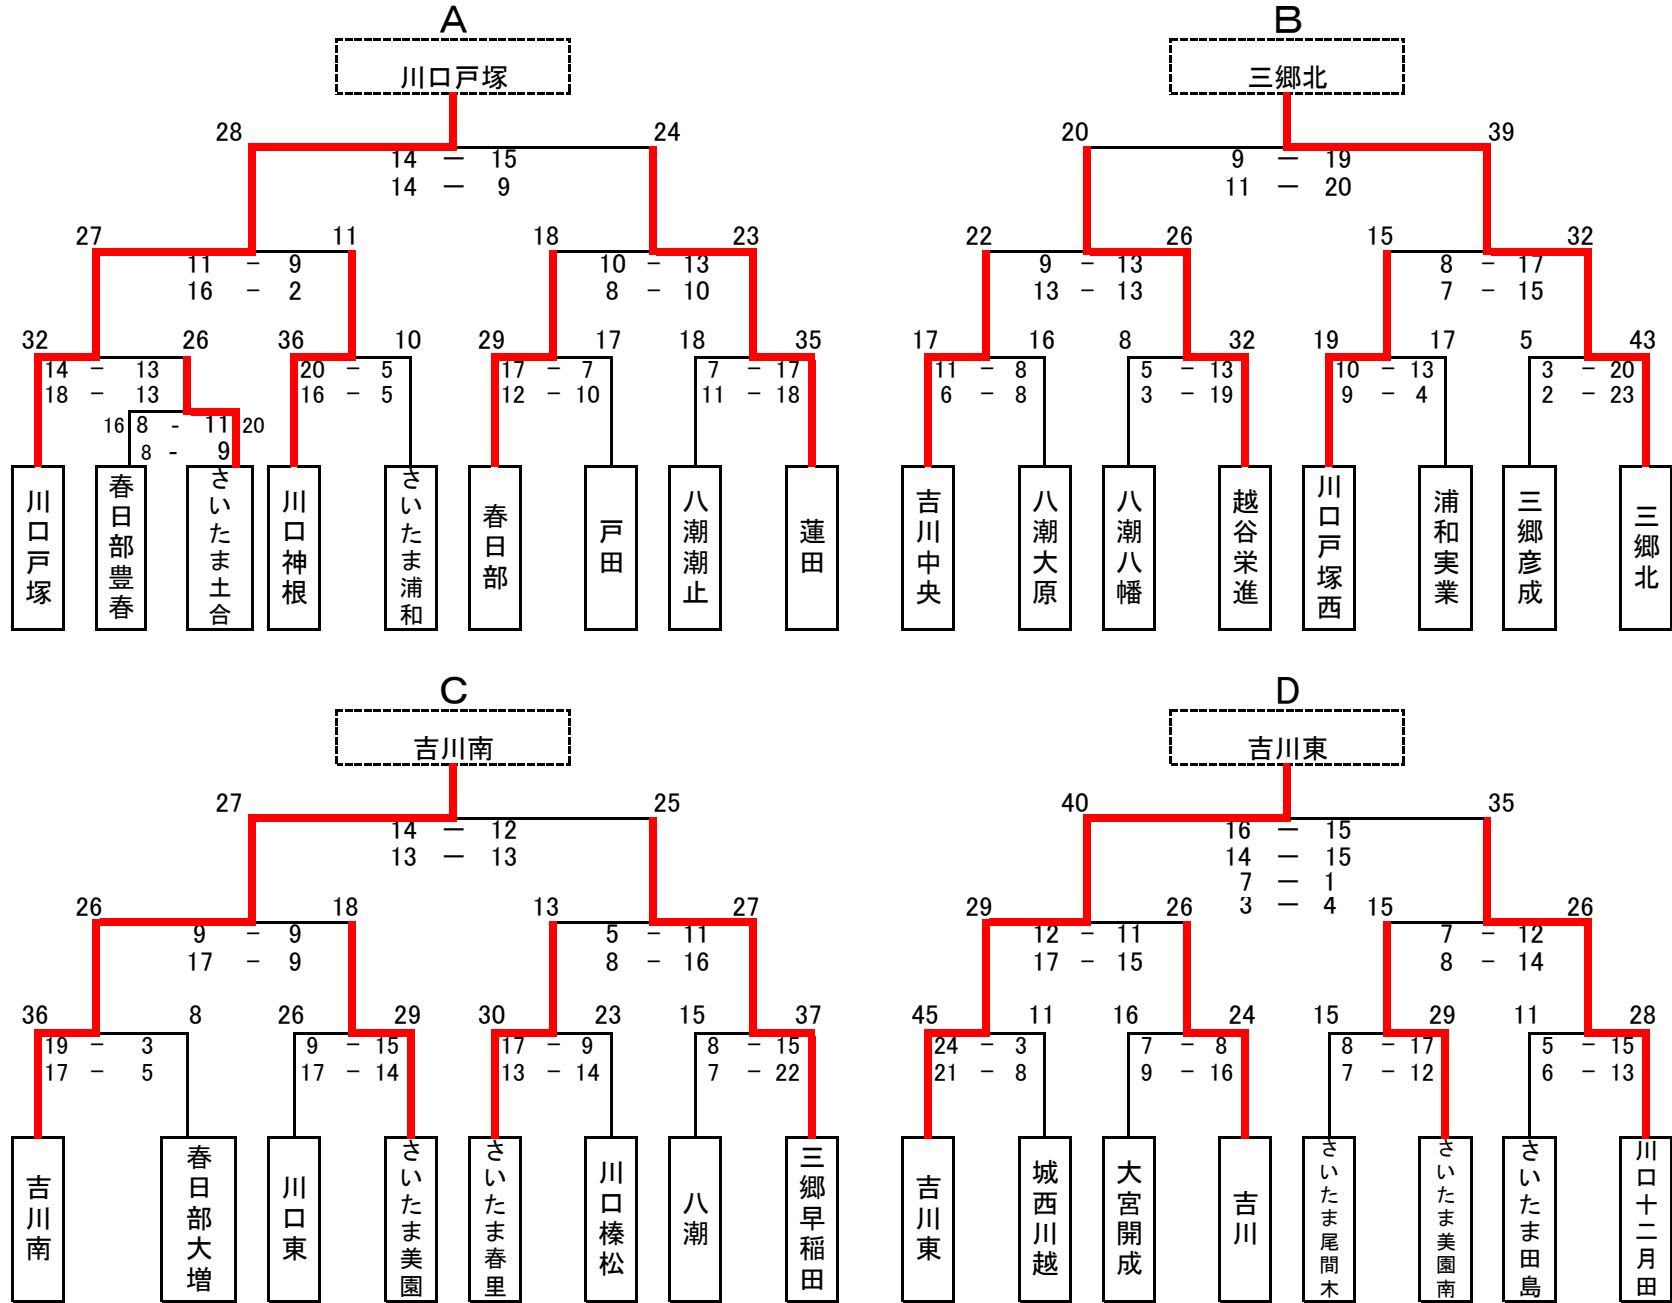 A
川口戸塚
28 24
14 ― 15
14 ― 9
27 11 18 23
11 - 9 10 - 13
16 - 2 8 - 10
32 26 36 10 29 17 18 35
14 - 13 20 - 5 17 - 7 7 - 17
18 - 13 16 - 5 12 - 10 11 - 18
16 8 - 11 20
8 - 9
川口戸塚
春日部豊春
さいたま土合
川口神根
さいたま浦和
春日部
戸田
八潮潮止
蓮田
B
三郷北
20 39
9 ― 19
11 ― 20
22 26 15 32
9 - 13 8 - 17
13 - 13 7 - 15
17 16 8 32 19 17 5 43
11 - 8 5 - 13 10 - 13 3 - 20
6 - 8 3 - 19 9 - 4 2 - 23
吉川中央
八潮大原
八潮八幡
越谷栄進
川口戸塚西
浦和実業
三郷彦成
三郷北
C
吉川南
27 25
14 ― 12
13 ― 13
26 18 13 27
9 - 9 5 - 11
17 - 9 8 - 16
36 8 26 29 30 23 15 37
19 - 3 9 - 15 17 - 9 8 - 15
17 - 5 17 - 14 13 - 14 7 - 22
吉川南
春日部大増
川口東
さいたま美園
さいたま春里
川口榛松
八潮
三郷早稲田
D
吉川東
40 35
16 ― 15
14 ― 15
7 ― 1
3 ― 4
29 26 15 26
12 - 11 7 - 12
17 - 15 8 - 14
45 11 16 24 15 29 11 28
24 - 3 7 - 8 8 - 17 5 - 15
21 - 8 9 - 16 7 - 12 6 - 13
吉川東
城西川越
大宮開成
吉川
さいたま尾間木
さいたま美園南
さいたま田島
川口十二月田